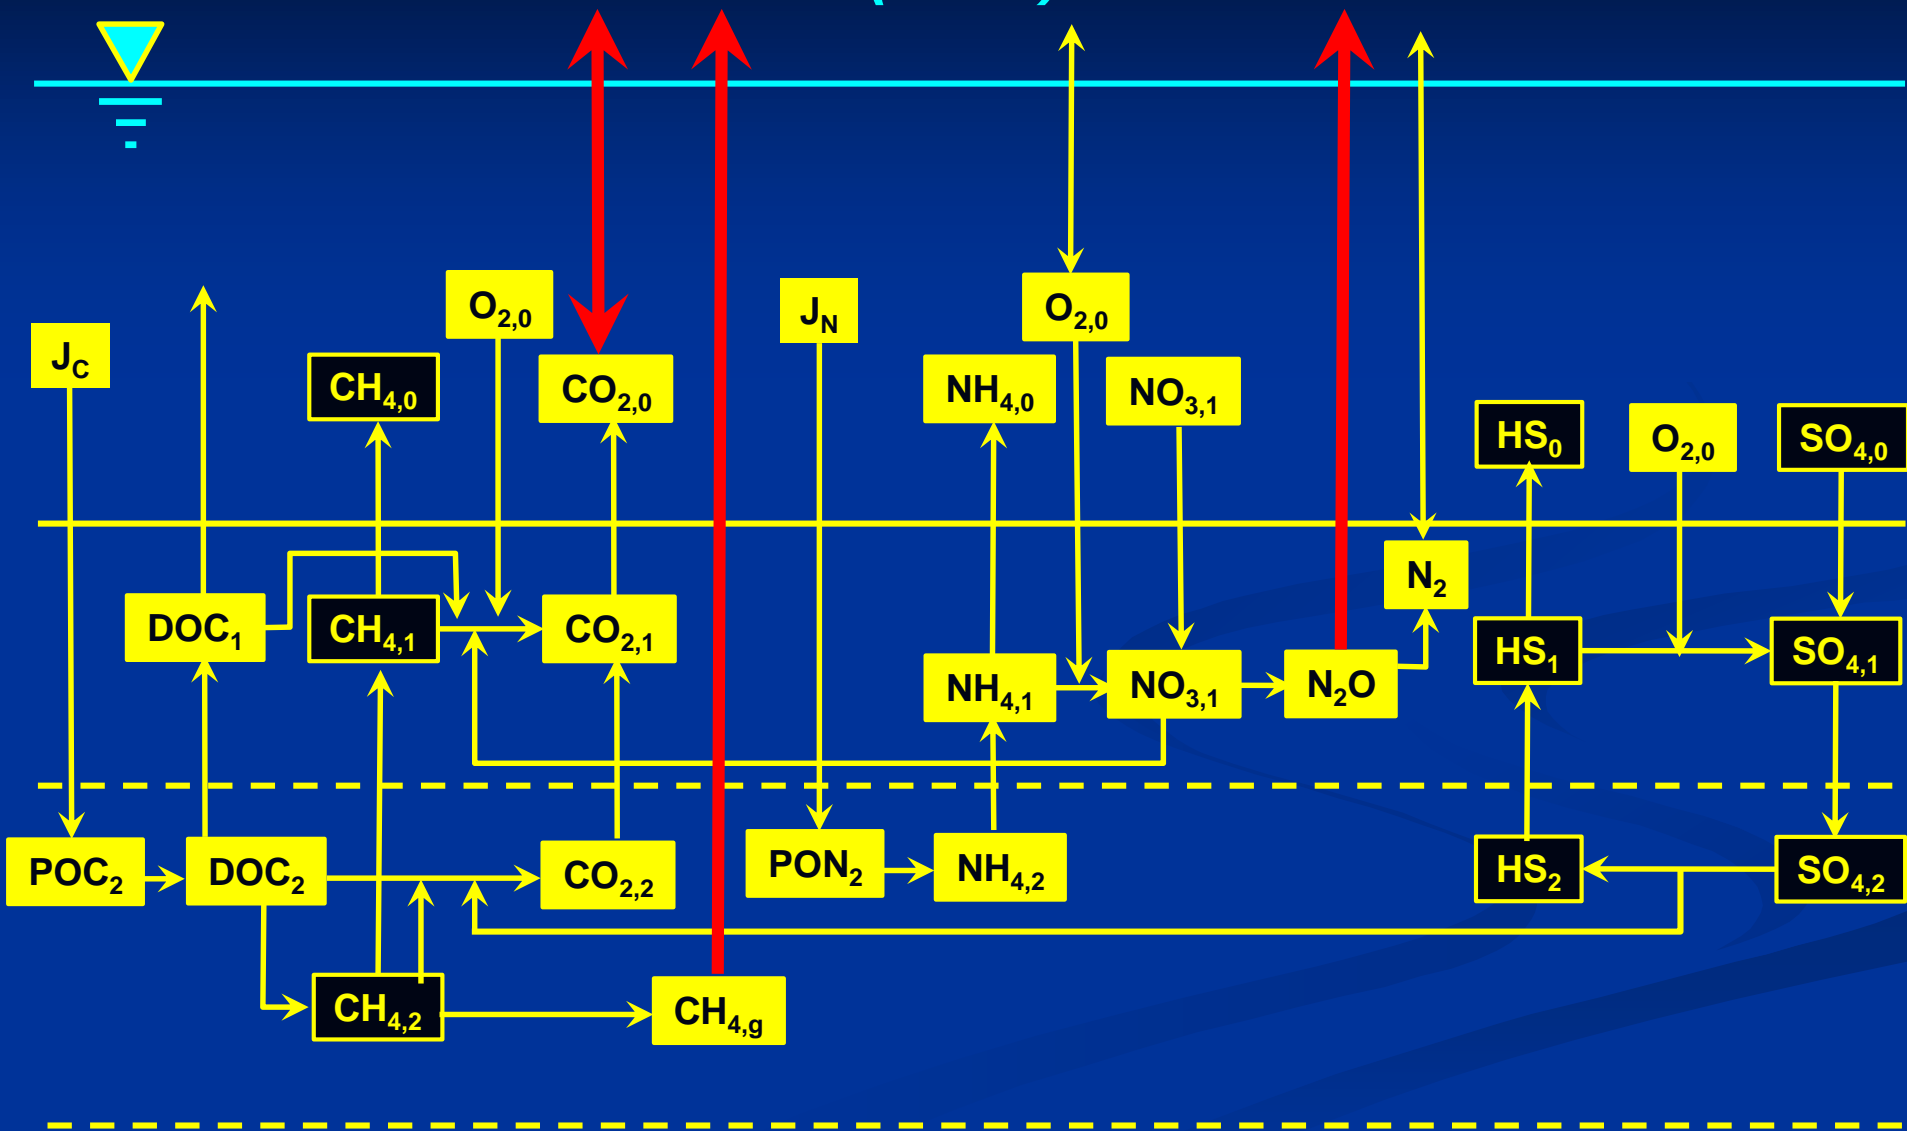 O2,0
JN
O2,0
JC
CH4,0
CO2,0
NH4,0
NO3,1
HS0
O2,0
SO4,0
N2
DOC1
CH4,1
CO2,1
HS1
SO4,1
NH4,1
NO3,1
N2O
POC2
DOC2
CO2,2
PON2
NH4,2
HS2
SO4,2
CH4,2
CH4,g